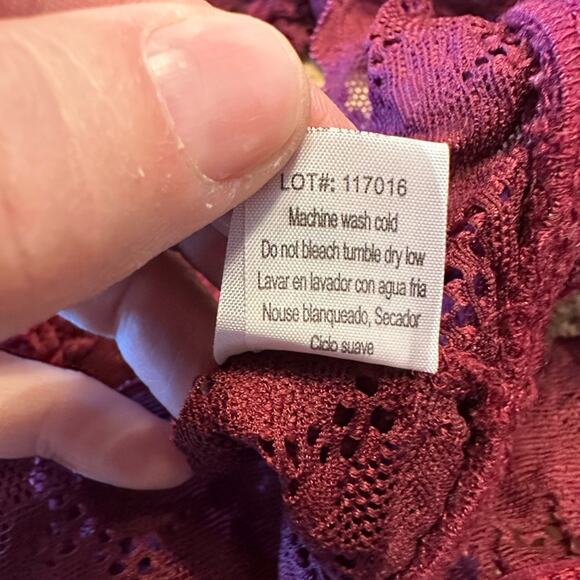 LOT#: 117016
Machine wash cold
Do not bleach tumble dry low
Lavar en lavador con agua fria
Nouse blanqueado, Secador
Ciclo suave